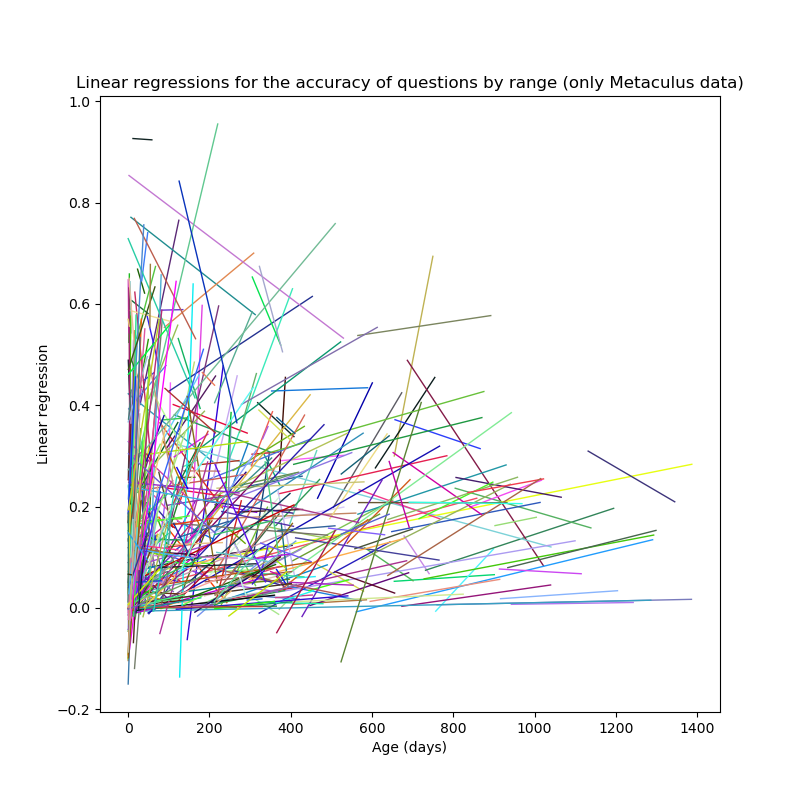 Linear regressions for the accuracy of questions by range (only Metaculus data)
1.0
0.8
0.6
0.4
0.2
0.0
−0.2
Linear regression
0 200 400 600 800 1000 1200 1400
Age (days)